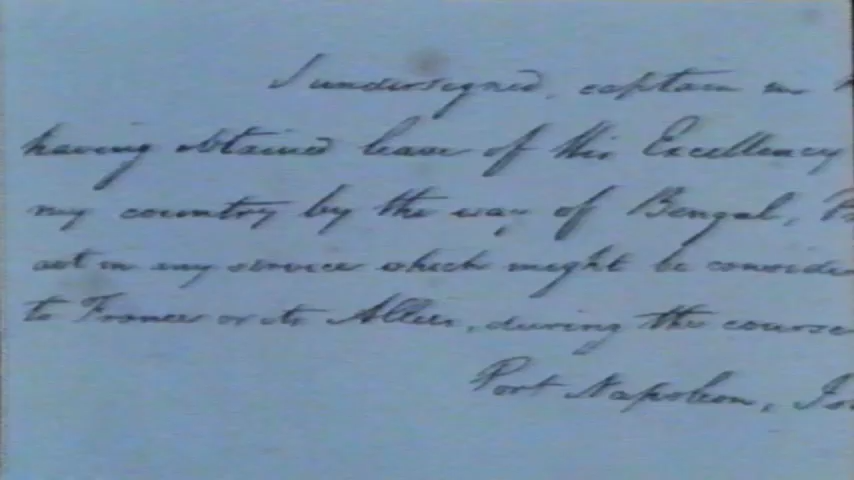 I undersigned, captain in
having obtained leave of His Excellency
my country by the way of Bengal,
act in any service which might be conside
to France or its Allies, during the course
Port Napoleon,